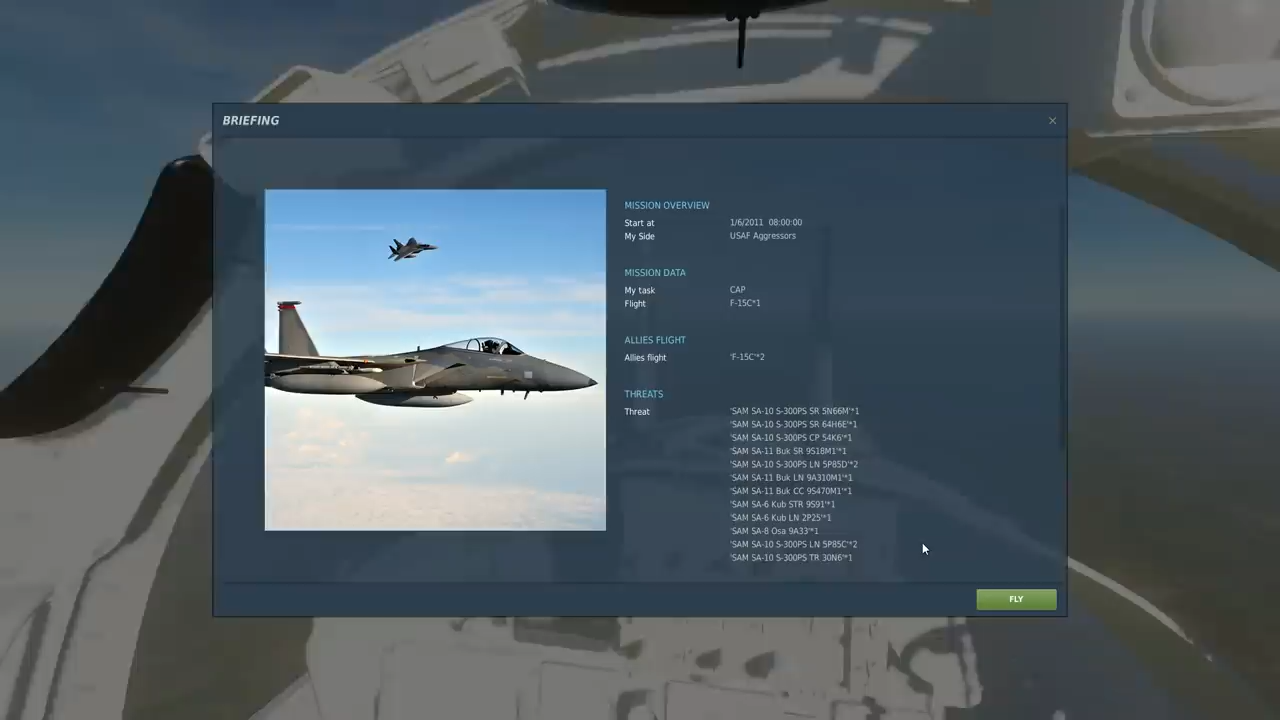 BRIEFING
MISSION OVERVIEW
Start at 1/6/2011 08:00:00
My Side USAF Aggressors
MISSION DATA
My task CAP
Flight F-15C*1
ALLIES FLIGHT
Allies flight 'F-15C'*2
THREATS
Threat 'SAM SA-10 S-300PS SR 5N66M'*1
'SAM SA-10 S-300PS SR 64H6E'*1
'SAM SA-10 S-300PS CP 54K6'*1
'SAM SA-11 Buk SR 9S18M1'*1
'SAM SA-10 S-300PS LN 5P85D'*2
'SAM SA-11 Buk LN 9A310M1'*1
'SAM SA-11 Buk CC 9S470M1'*1
'SAM SA-6 Kub STR 9S91'*1
'SAM SA-6 Kub LN 2P25'*1
'SAM SA-8 Osa 9A33'*1
'SAM SA-10 S-300PS LN 5P85C'*2
'SAM SA-10 S-300PS TR 30N6'*1
FLY